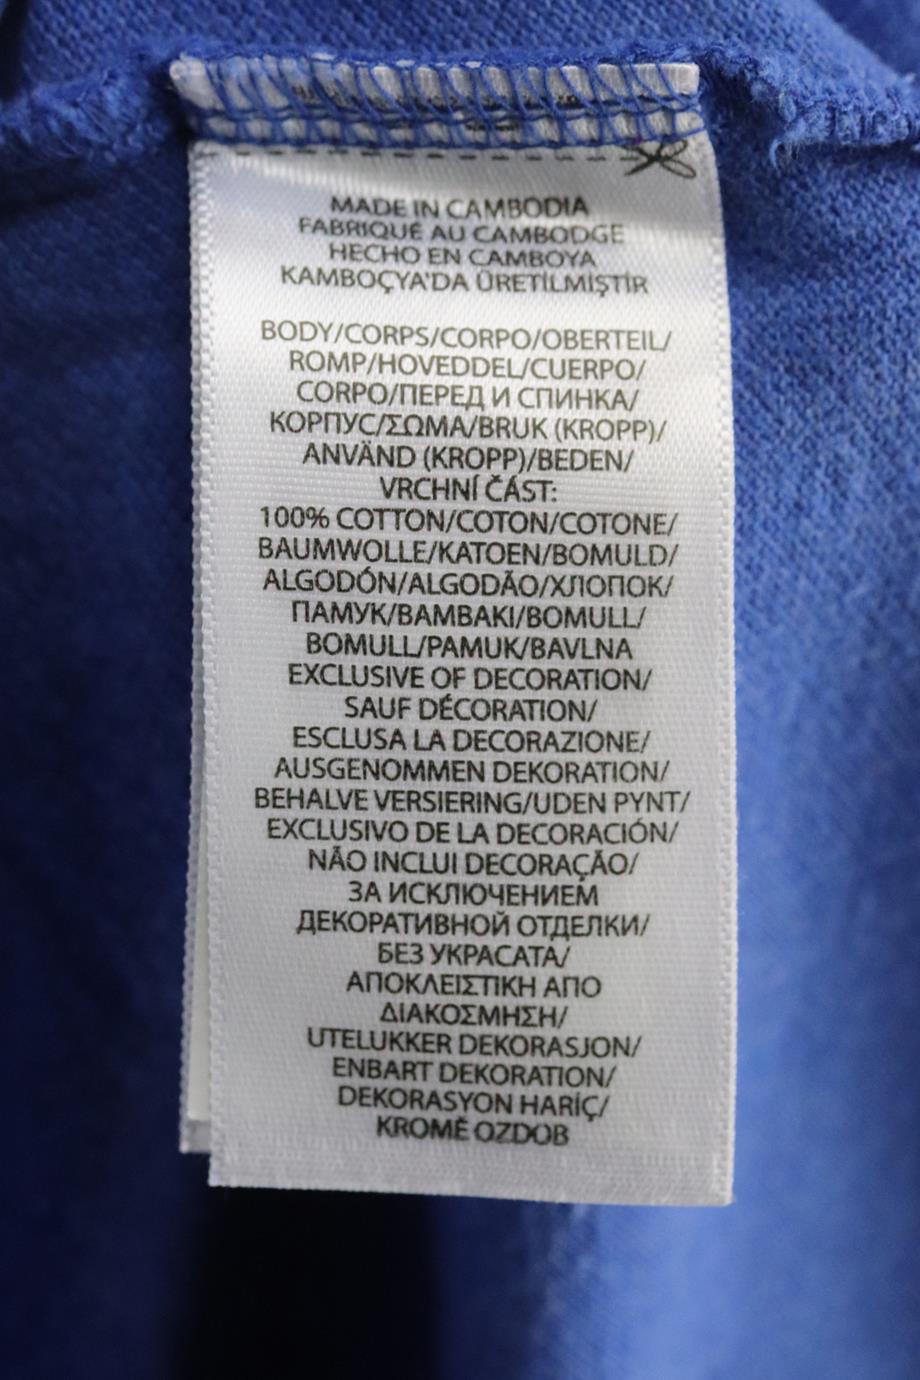 MADE IN CAMBODIA
FABRIQUÉ AU CAMBODGE
HECHO EN CAMBOYA
KAMBOÇYA'DA ÜRETİLMİŞTİR
BODY/CORPS/CORPO/OBERTEIL/
ROMP/HOVEDDEL/CUERPO/
CORPO/ПЕРЕД И СПИНКА/
КОРПУС/ΣΩΜΑ/BRUK (KROPP)/
ANVÄND (KROPP)/BEDEN/
VRCHNÍ ČÁST:
100% COTTON/COTON/COTONE/
BAUMWOLLE/KATOEN/BOMULD/
ALGODÓN/ALGODÃO/ХЛОПОК/
ПАМУК/ΒΑΜΒΑΚΙ/BOMULL/
BOMULL/PAMUK/BAVLNA
EXCLUSIVE OF DECORATION/
SAUF DÉCORATION/
ESCLUSA LA DECORAZIONE/
AUSGENOMMEN DEKORATION/
BEHALVE VERSIERING/UDEN PYNT/
EXCLUSIVO DE LA DECORACIÓN/
NÃO INCLUI DECORAÇÃO/
ЗА ИСКЛЮЧЕНИЕМ
ДЕКОРАТИВНОЙ ОТДЕЛКИ/
БЕЗ УКРАСАТА/
ΑΠΟΚΛΕΙΣΤΙΚΗ ΑΠΟ
ΔΙΑΚΟΣΜΗΣΗ/
UTELUKKER DEKORASJON/
ENBART DEKORATION/
DEKORASYON HARİÇ/
KROMĚ OZDOB